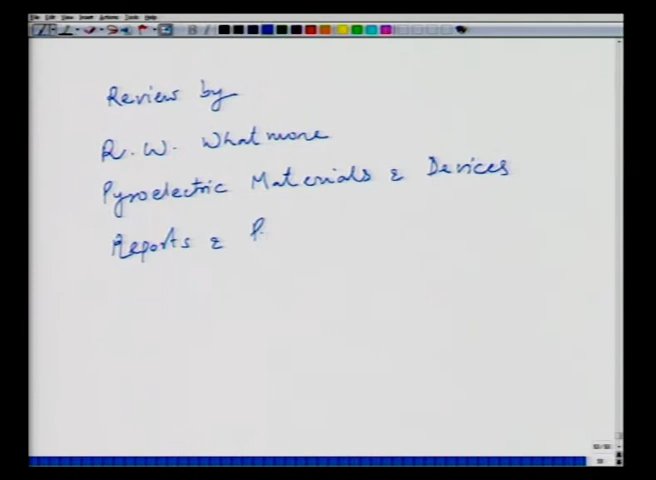 Review by
R. W. Whatmore
Pyroelectric Materials & Devices
Reports & P.